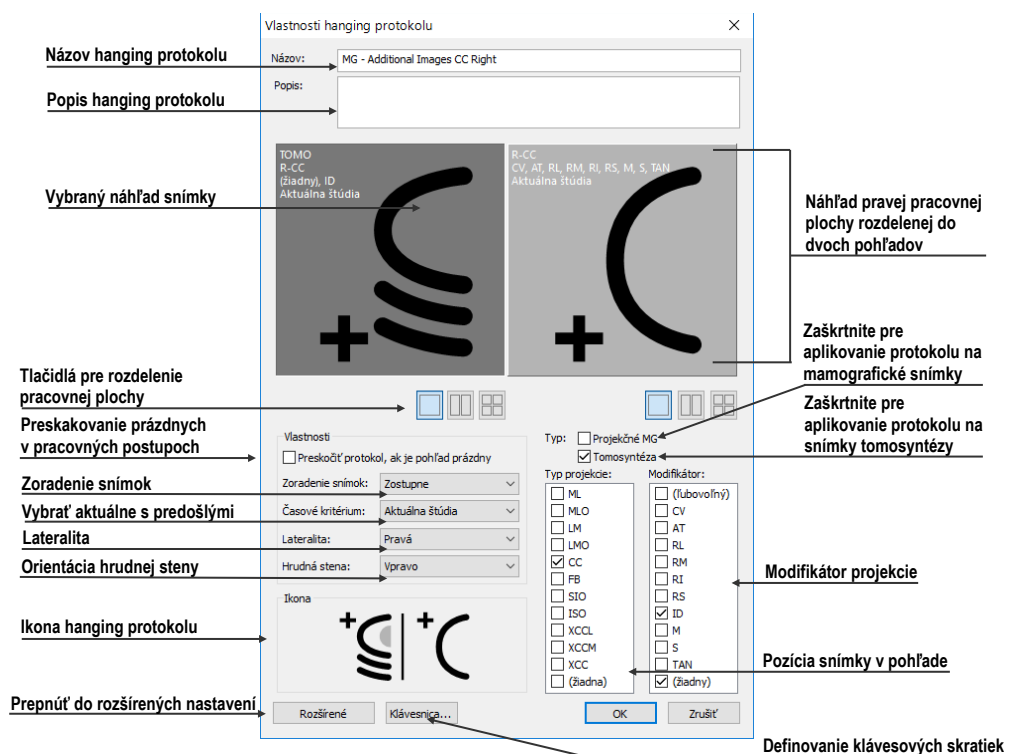 Vlastnosti hanging protokolu
Názov hanging protokolu
Názov:
MG - Additional Images CC Right
Popis hanging protokolu
Popis:
TOMO
R-CC
(žiadny), ID
Aktuálna štúdia
R-CC
CV, AT, RL, RM, RI, RS, M, S, TAN
Aktuálna štúdia
Vybraný náhľad snímky
Náhľad pravej pracovnej
plochy rozdelenej do
dvoch pohľadov
Zaškrtnite pre
aplikovanie protokolu na
mamografické snímky
Tlačidlá pre rozdelenie
pracovnej plochy
Zaškrtnite pre
aplikovanie protokolu na
snímky tomosyntézy
Preskakovanie prázdnych
v pracovných postupoch
Vlastnosti
Preskočiť protokol, ak je pohľad prázdny
Typ:
Projekčné MG
Tomosyntéza
Zoradenie snímok
Zoradenie snímok:
Zostupne
Vybrať aktuálne s predošlými
Časové kritérium:
Aktuálna štúdia
Lateralita
Lateralita:
Pravá
Orientácia hrudnej steny
Hrudná stena:
Vpravo
Typ projekcie:
ML
MLO
LM
LMO
CC
FB
SIO
ISO
XCCL
XCCM
XCC
(žiadna)
Modifikátor:
(ľubovoľný)
CV
AT
RL
RM
RI
RS
ID
M
S
TAN
(žiadny)
Modifikátor projekcie
Ikona
Ikona hanging protokolu
Pozícia snímky v pohľade
Prepnúť do rozšírených nastavení
Rozšírené
Klávesnica...
OK
Zrušiť
Definovanie klávesových skratiek